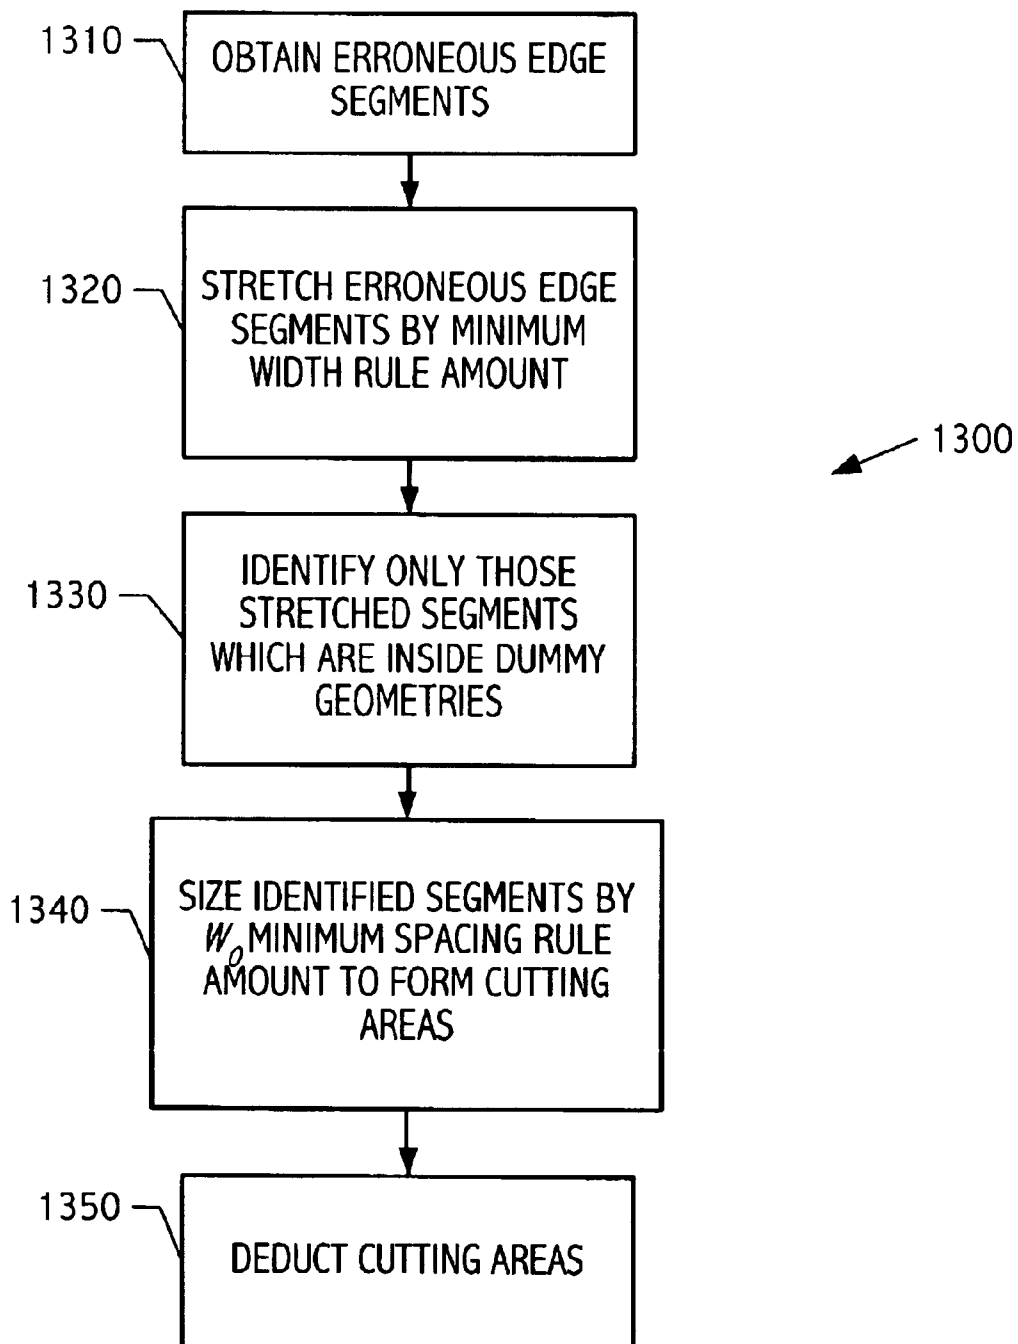 1310
OBTAIN ERRONEOUS EDGE
SEGMENTS
1320
STRETCH ERRONEOUS EDGE
SEGMENTS BY MINIMUM
WIDTH RULE AMOUNT
1300
1330
IDENTIFY ONLY THOSE
STRETCHED SEGMENTS
WHICH ARE INSIDE DUMMY
GEOMETRIES
1340
SIZE IDENTIFIED SEGMENTS BY
W₀ MINIMUM SPACING RULE
AMOUNT TO FORM CUTTING
AREAS
1350
DEDUCT CUTTING AREAS